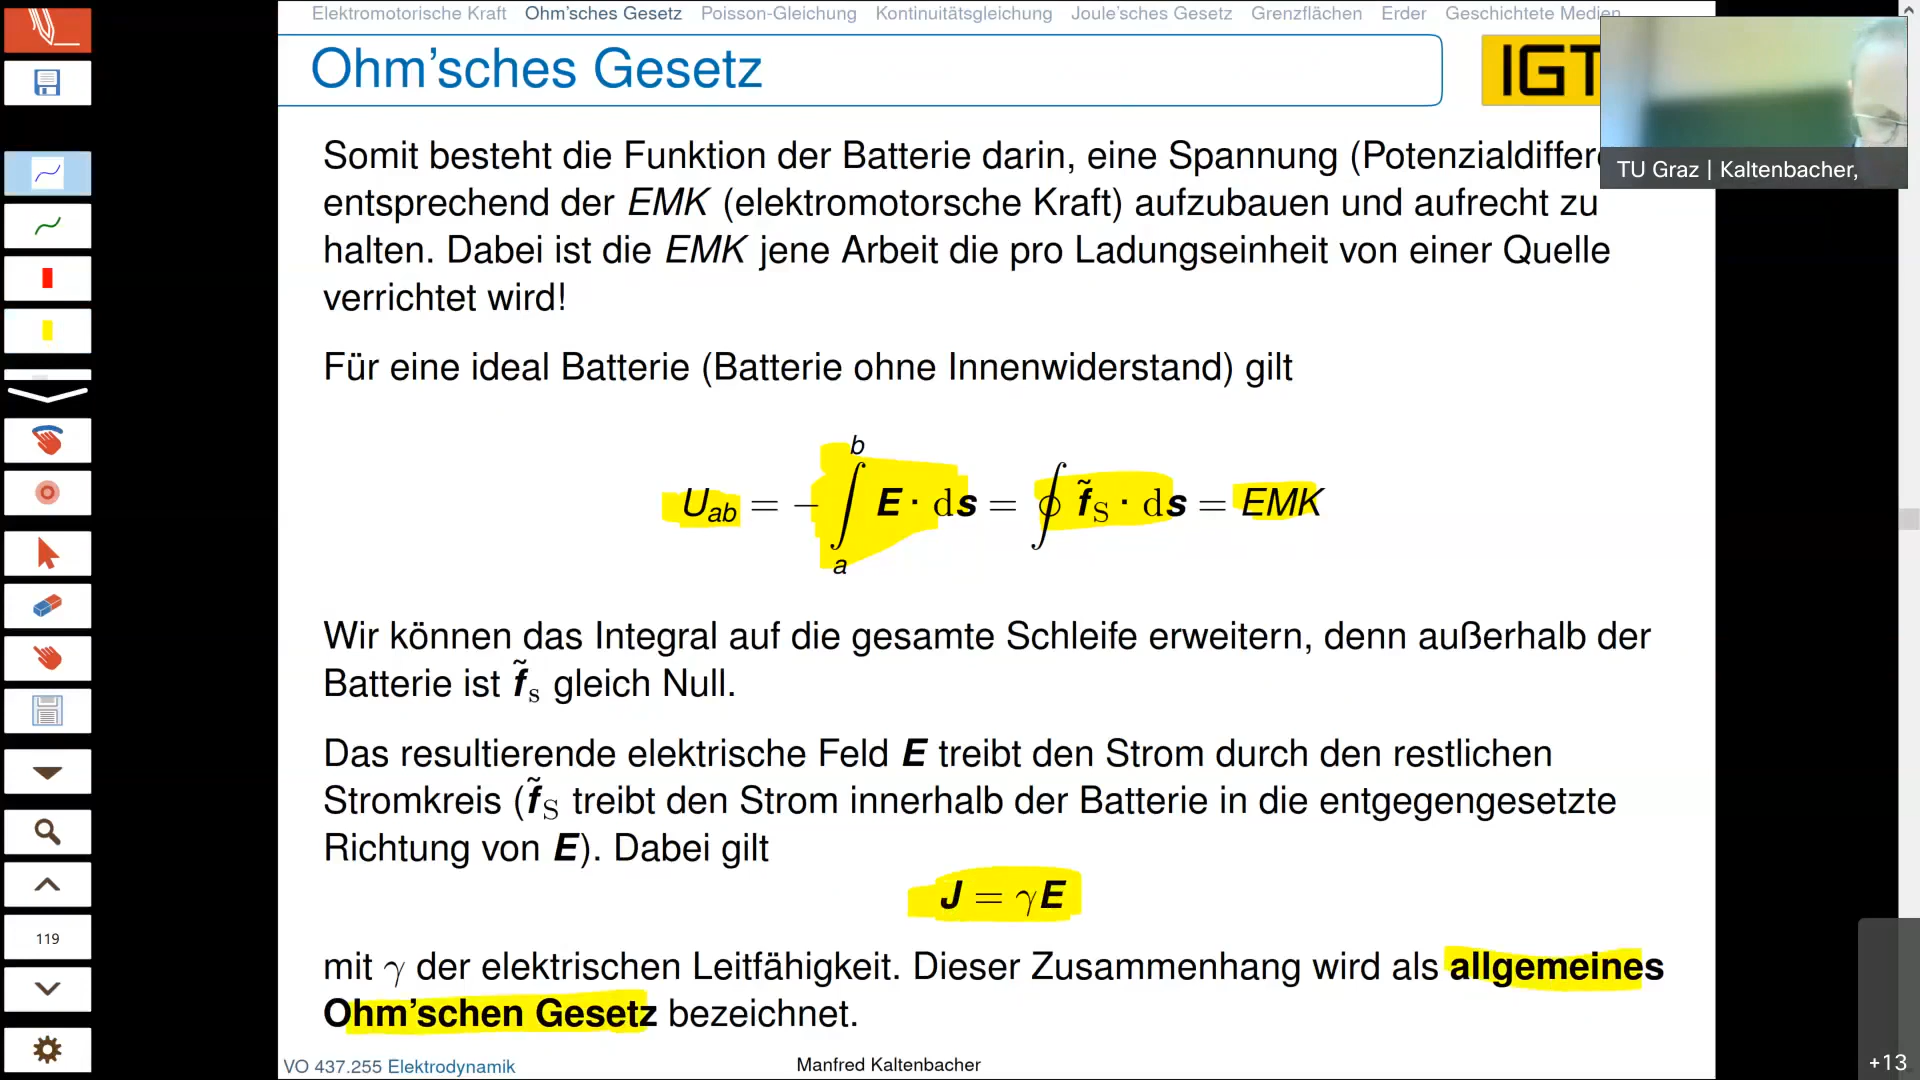 Elektromotorische Kraft Ohm'sches Gesetz Poisson-Gleichung Kontinuitätsgleichung Joule'sches Gesetz Grenzflächen Erder Geschichtete Medien
Ohm'sches Gesetz
IGT
TU Graz | Kaltenbacher,
Somit besteht die Funktion der Batterie darin, eine Spannung (Potenzialdiffer
entsprechend der EMK (elektromotorsche Kraft) aufzubauen und aufrecht zu
halten. Dabei ist die EMK jene Arbeit die pro Ladungseinheit von einer Quelle
verrichtet wird!
Für eine ideal Batterie (Batterie ohne Innenwiderstand) gilt
U_ab = − ∫_a^b E · ds = ∮ f̃_S · ds = EMK
Wir können das Integral auf die gesamte Schleife erweitern, denn außerhalb der
Batterie ist f̃_s gleich Null.
Das resultierende elektrische Feld E treibt den Strom durch den restlichen
Stromkreis (f̃_S treibt den Strom innerhalb der Batterie in die entgegengesetzte
Richtung von E). Dabei gilt
J = γE
mit γ der elektrischen Leitfähigkeit. Dieser Zusammenhang wird als allgemeines
Ohm'schen Gesetz bezeichnet.
119
VO 437.255 Elektrodynamik
Manfred Kaltenbacher
+13